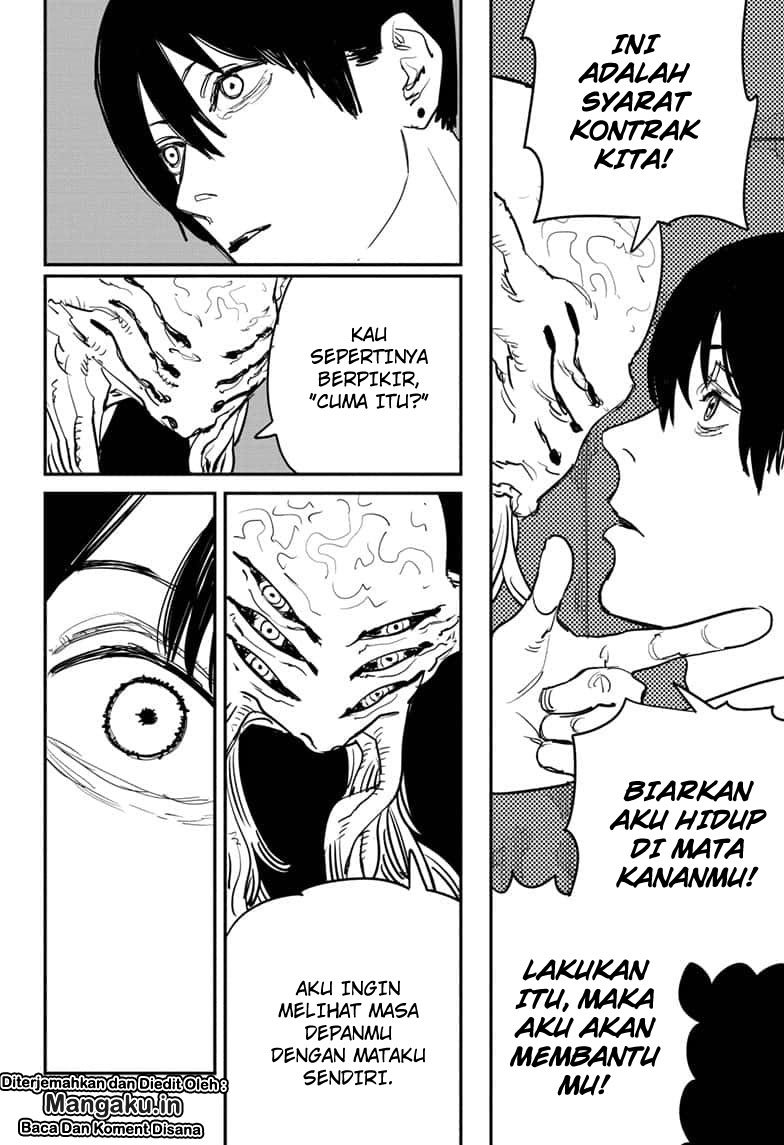 INI
ADALAH
SYARAT
KONTRAK
KITA!
BIARKAN
AKU HIDUP
DI MATA
KANANMU!
LAKUKAN
ITU, MAKA
AKU AKAN
MEMBANTU
MU!
KAU
SEPERTINYA
BERPIKIR,
"CUMA ITU?"
AKU INGIN
MELIHAT MASA
DEPANMU
DENGAN MATAKU
SENDIRI.
Diterjemahkan dan Diedit Oleh:
Mangaku.in
Baca Dan Koment Disana